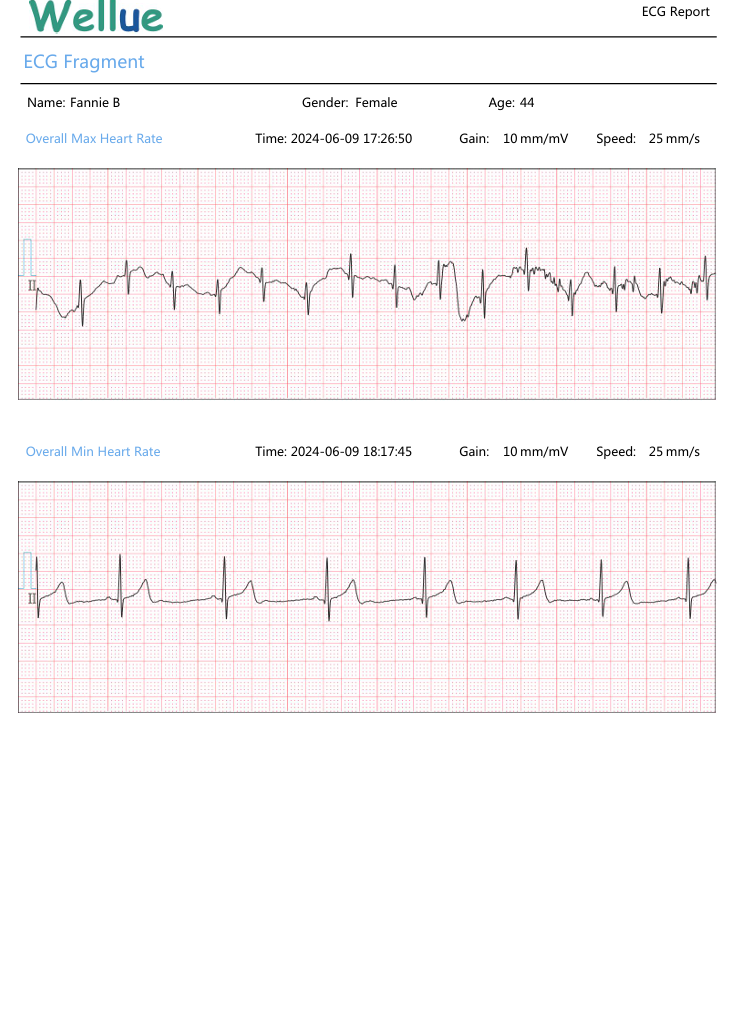 Wellue
ECG Report
ECG Fragment
Name: Fannie B Gender: Female Age: 44
Overall Max Heart Rate Time: 2024-06-09 17:26:50 Gain: 10 mm/mV Speed: 25 mm/s
II
Overall Min Heart Rate Time: 2024-06-09 18:17:45 Gain: 10 mm/mV Speed: 25 mm/s
II